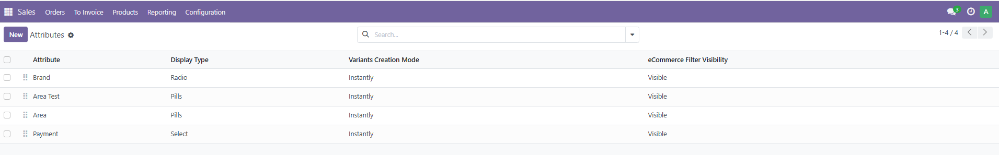 Sales Orders To Invoice Products Reporting Configuration 3 A
New Attributes Search... 1-4 / 4
Attribute Display Type Variants Creation Mode eCommerce Filter Visibility
Brand Radio Instantly Visible
Area Test Pills Instantly Visible
Area Pills Instantly Visible
Payment Select Instantly Visible